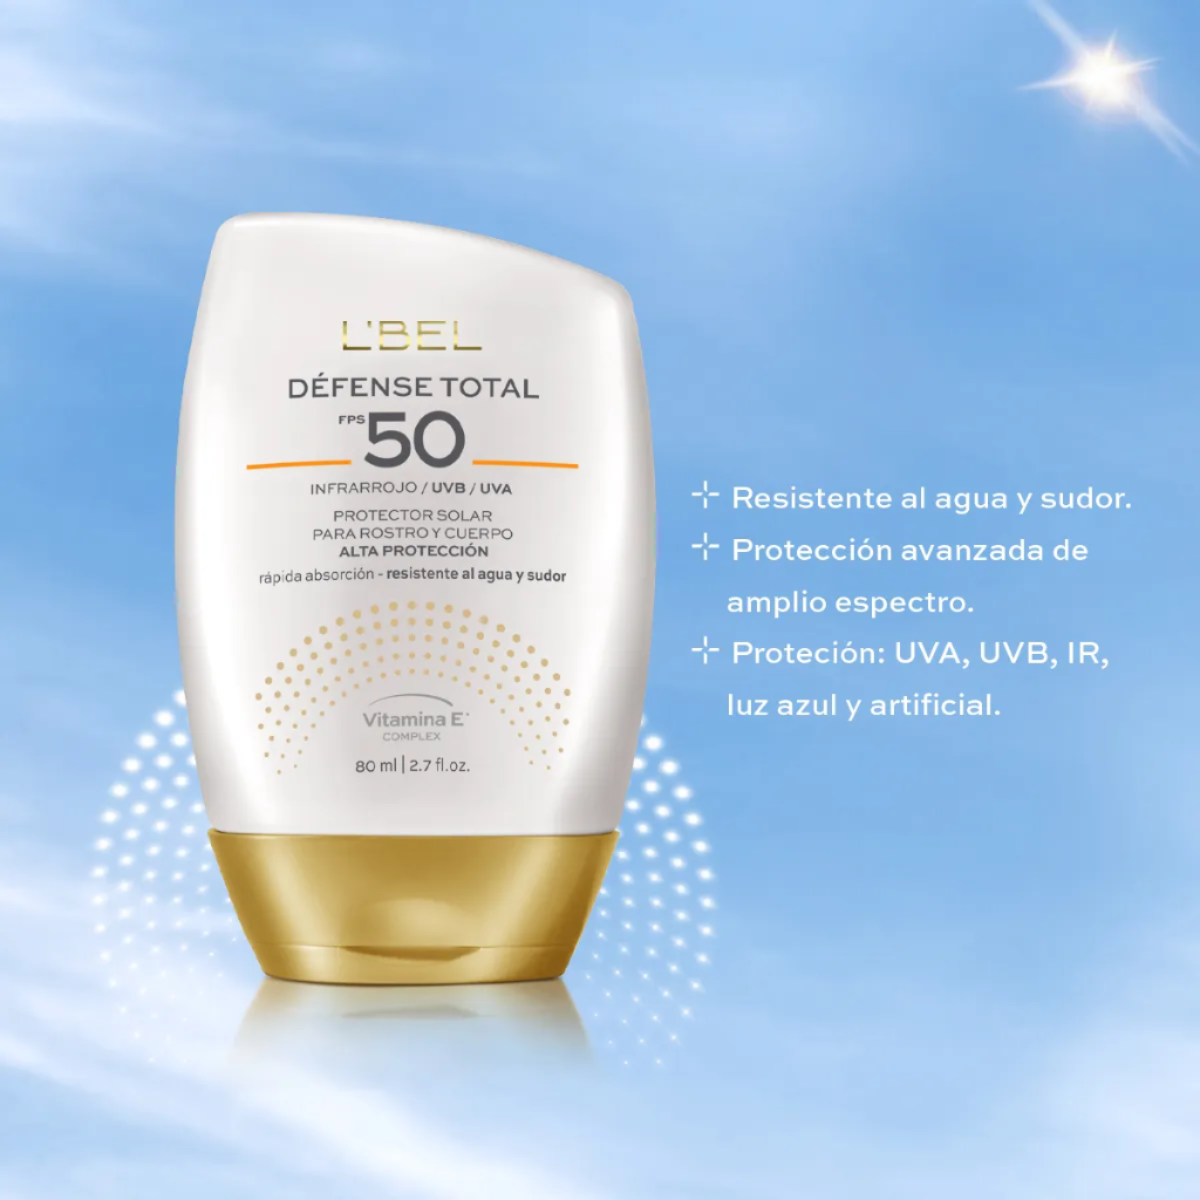 L'BEL
DÉFENSE TOTAL
FPS 50
INFRARROJO / UVB / UVA
PROTECTOR SOLAR
PARA ROSTRO Y CUERPO
ALTA PROTECCIÓN
rápida absorción - resistente al agua y sudor
Vitamina E+
COMPLEX
80 ml | 2.7 fl.oz.
Resistente al agua y sudor.
Protección avanzada de
amplio espectro.
Proteción: UVA, UVB, IR,
luz azul y artificial.